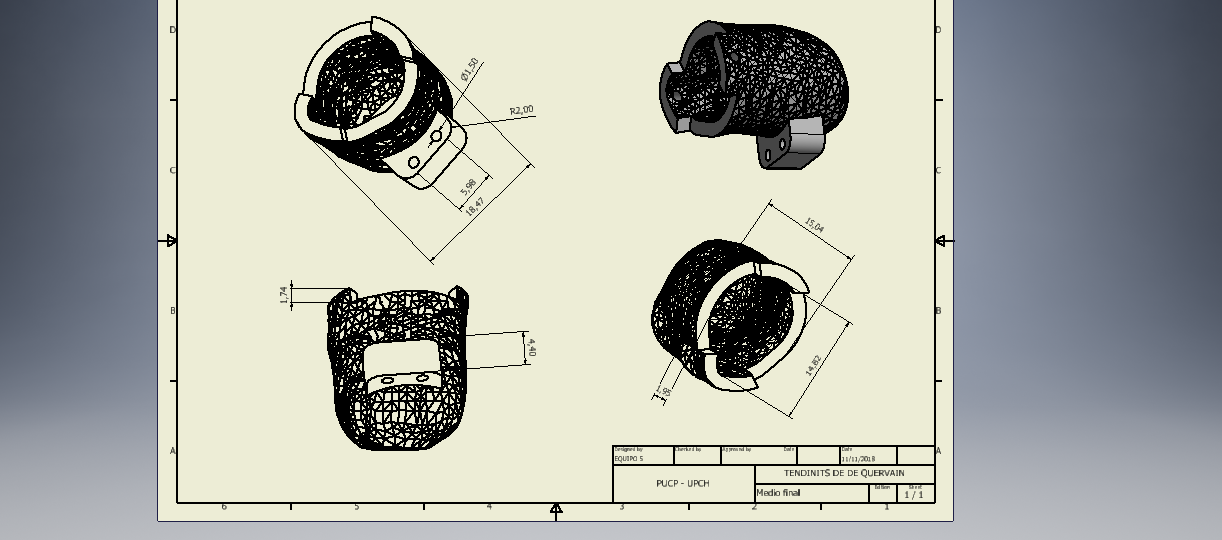 D
D
Ø1,50
R2,00
C
C
5,98
18,47
15,04
1,74
B
B
4,40
14,82
A
A
Designed by
Checked by
Approved by
Date
Date
EQUIPO 5
11/11/2018
PUCP - UPCH
TENDINITS DE DE QUERVAIN
Medio final
Edition
Sheet
1 / 1
6
5
4
3
2
1